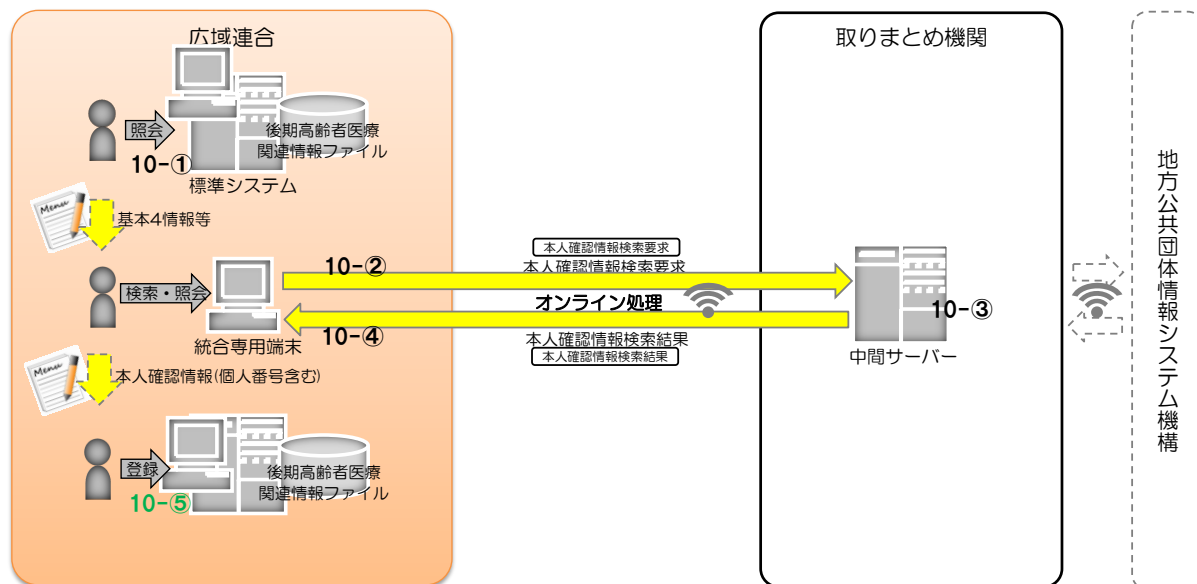 広域連合
取りまとめ機関
照会
10-①
後期高齢者医療
関連情報ファイル
標準システム
Menu
基本4情報等
検索・照会
統合専用端末
10-②
本人確認情報検索要求
本人確認情報検索要求
オンライン処理
10-④
本人確認情報検索結果
本人確認情報検索結果
10-③
中間サーバー
Menu
本人確認情報(個人番号含む)
登録
10-⑤
後期高齢者医療
関連情報ファイル
地方公共団体情報システム機構